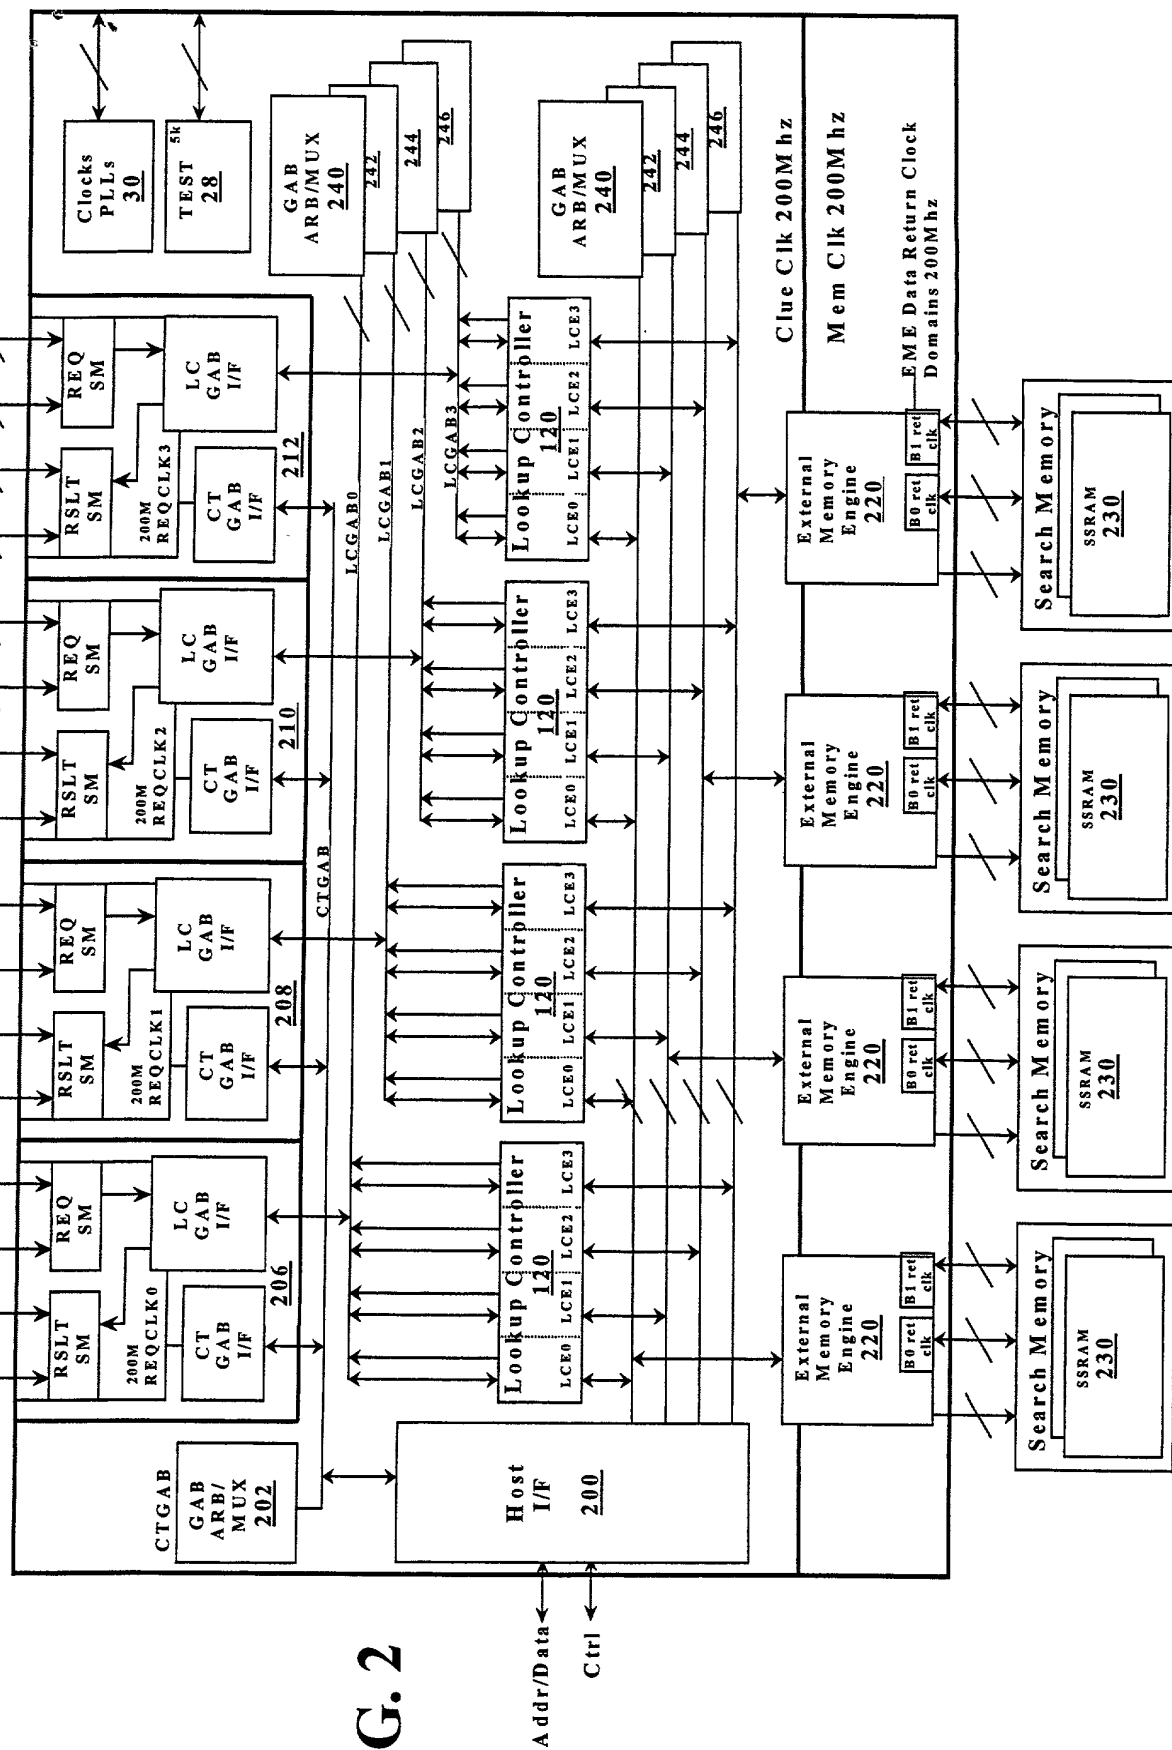 G. 2
Addr/Data
Ctrl
CTGAB
GAB
ARB/
MUX
202
Host
I/F
200
RSLT
SM
REQ
SM
200M
REQCLK0
LC
GAB
I/F
CT
GAB
I/F
206
RSLT
SM
REQ
SM
200M
REQCLK1
LC
GAB
I/F
CT
GAB
I/F
208
RSLT
SM
REQ
SM
200M
REQCLK2
LC
GAB
I/F
CT
GAB
I/F
210
RSLT
SM
REQ
SM
200M
REQCLK3
LC
GAB
I/F
CT
GAB
I/F
212
Clocks
PLLs
30
TEST
5k
28
CTGAB
LCGAB0
LCGAB1
LCGAB2
LCGAB3
GAB
ARB/MUX
240
242
244
246
Lookup Controller
120
LCE0 LCE1 LCE2 LCE3
Lookup Controller
120
LCE0 LCE1 LCE2 LCE3
Lookup Controller
120
LCE0 LCE1 LCE2 LCE3
Lookup Controller
120
LCE0 LCE1 LCE2 LCE3
GAB
ARB/MUX
240
242
244
246
Clue Clk 200Mhz
Mem Clk 200Mhz
EME Data Return Clock
Domains 200Mhz
External
Memory
Engine
220
B0 ret
clk
B1 ret
clk
External
Memory
Engine
220
B0 ret
clk
B1 ret
clk
External
Memory
Engine
220
B0 ret
clk
B1 ret
clk
External
Memory
Engine
220
B0 ret
clk
B1 ret
clk
Search Memory
SSRAM
230
Search Memory
SSRAM
230
Search Memory
SSRAM
230
Search Memory
SSRAM
230